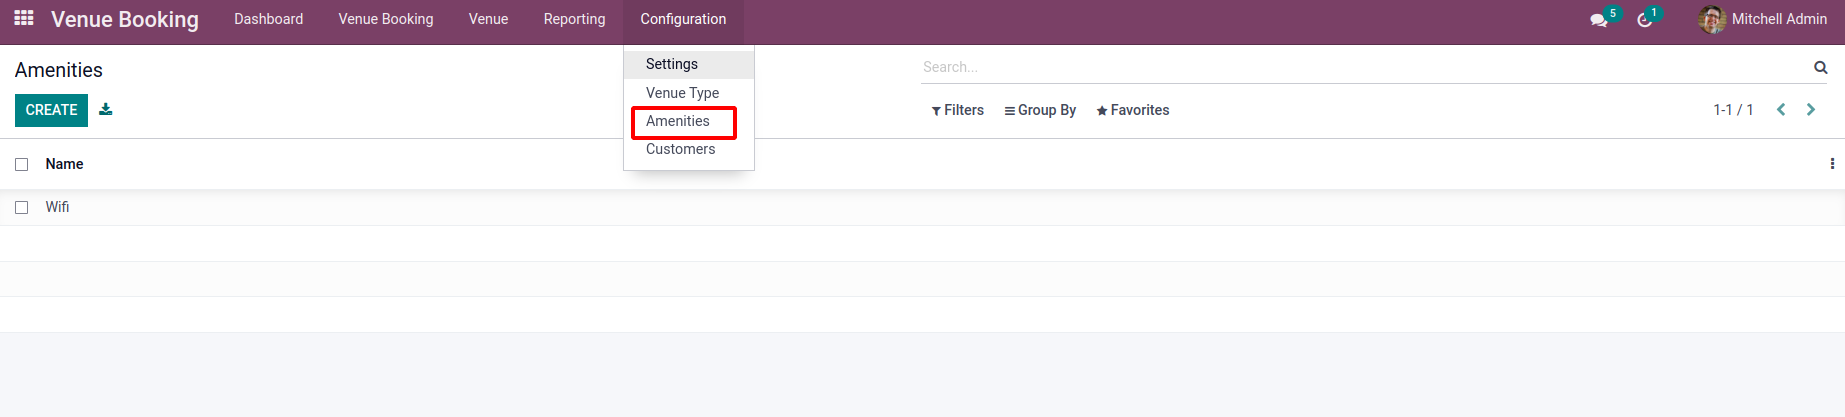 Venue Booking Dashboard Venue Booking Venue Reporting Configuration 5 1 Mitchell Admin
Amenities
Settings
Venue Type
Amenities
Customers
Search...
CREATE
Filters Group By Favorites 1-1 / 1
Name
Wifi